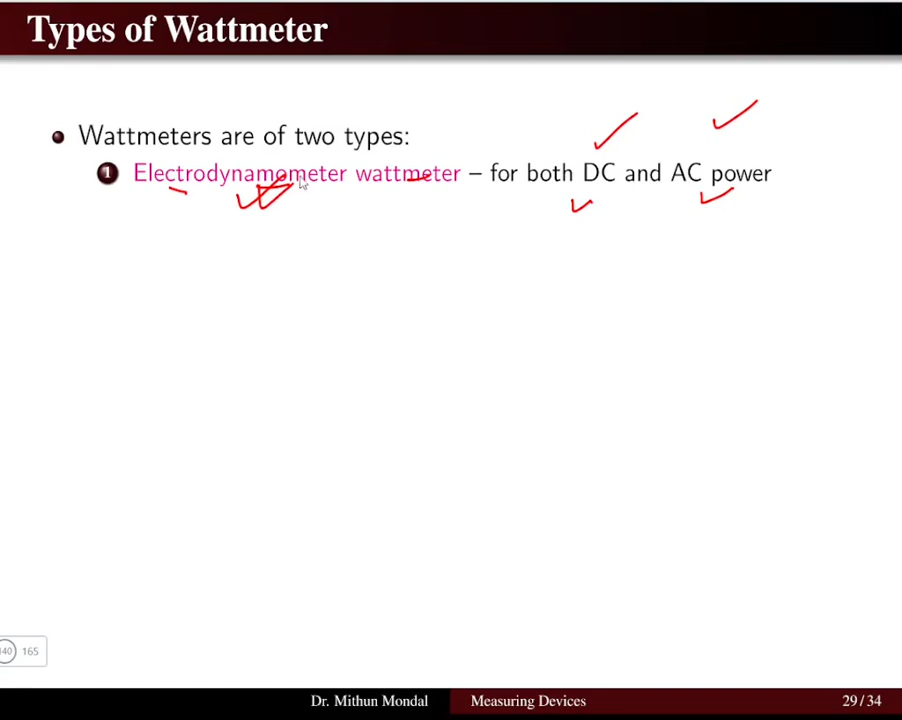 Types of Wattmeter
Wattmeters are of two types:
1 Electrodynamometer wattmeter – for both DC and AC power
140 165
Dr. Mithun Mondal Measuring Devices 29 / 34